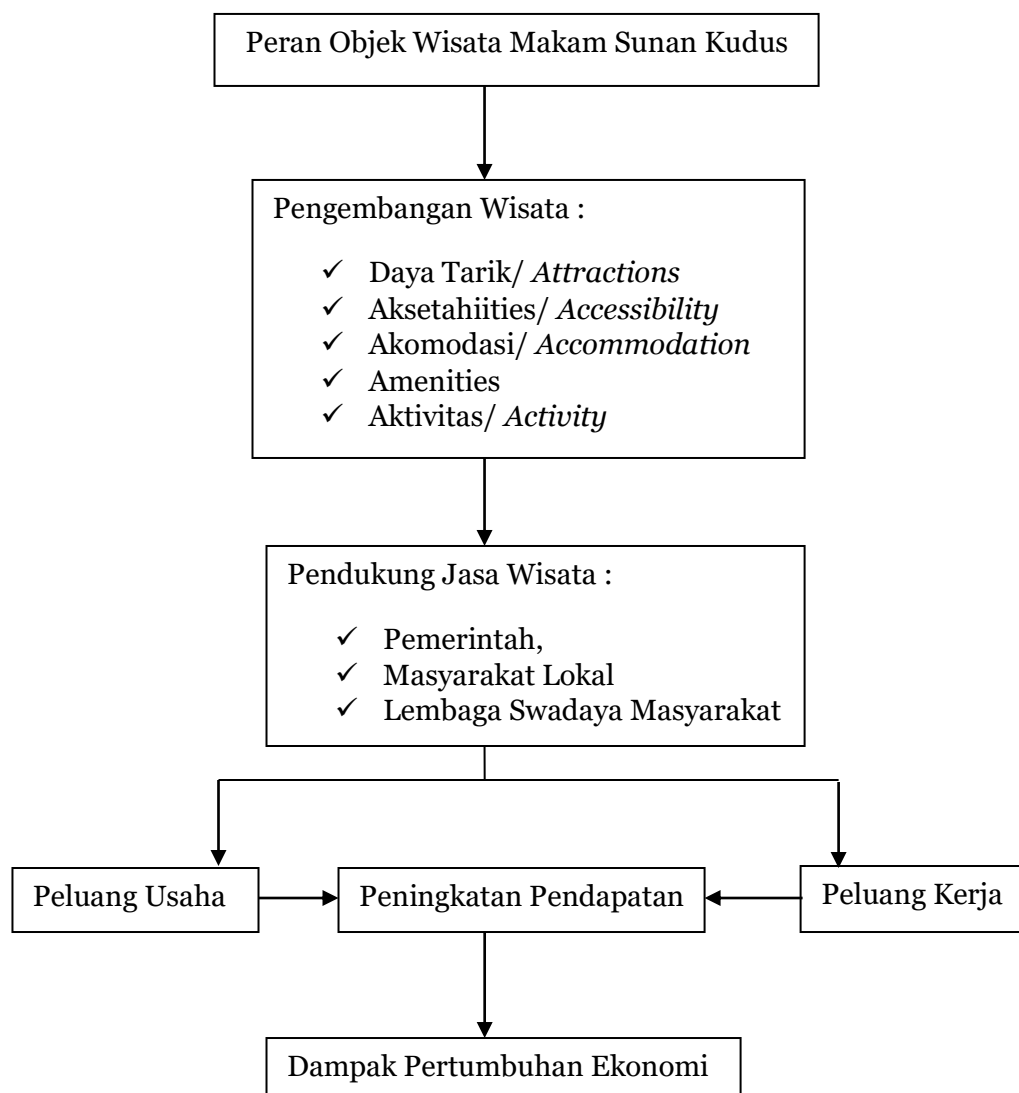 Peran Objek Wisata Makam Sunan Kudus
Pengembangan Wisata :
✓ Daya Tarik/ Attractions
✓ Aksetahiities/ Accessibility
✓ Akomodasi/ Accommodation
✓ Amenities
✓ Aktivitas/ Activity
Pendukung Jasa Wisata :
✓ Pemerintah,
✓ Masyarakat Lokal
✓ Lembaga Swadaya Masyarakat
Peluang Usaha
Peningkatan Pendapatan
Peluang Kerja
Dampak Pertumbuhan Ekonomi